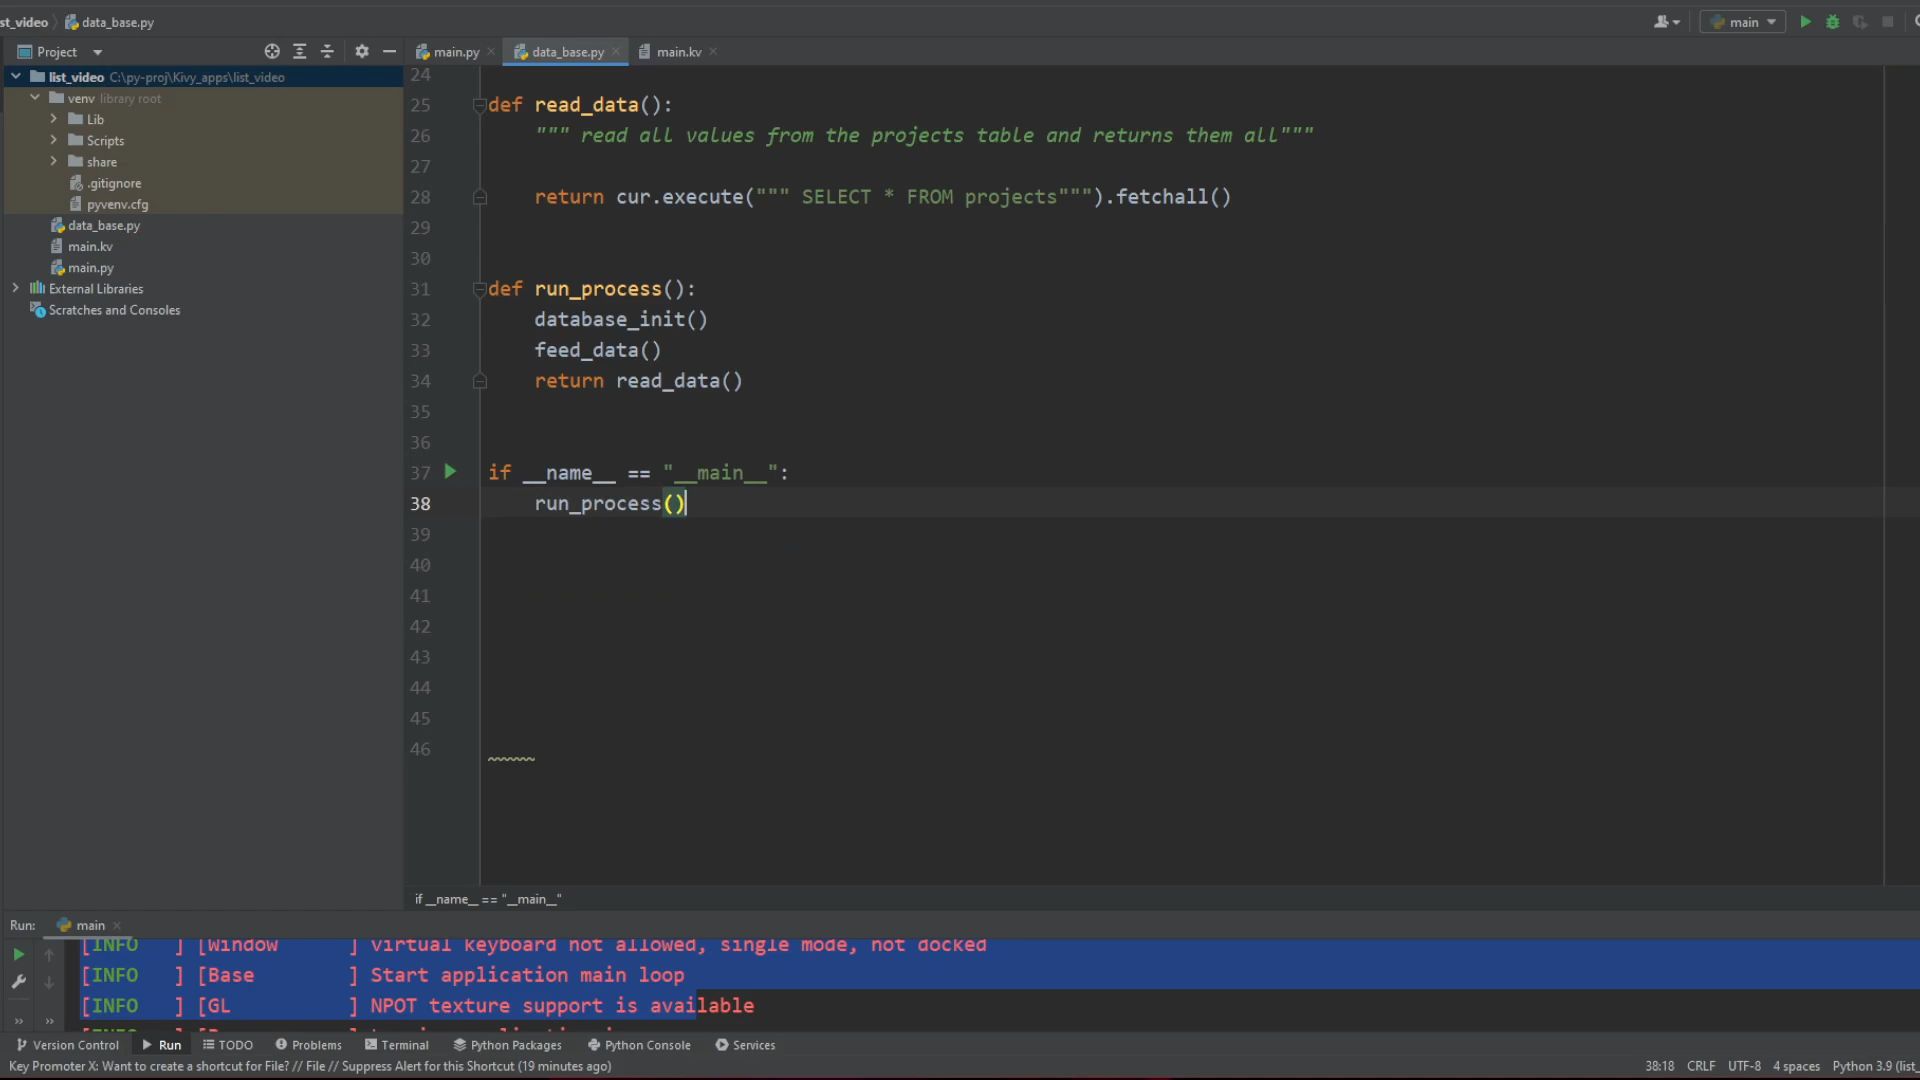 st_video data_base.py main
Project main.py data_base.py main.kv
list_video C:\py-proj\Kivy_apps\list_video
venv library root
Lib
Scripts
share
.gitignore
pyvenv.cfg
data_base.py
main.kv
main.py
External Libraries
Scratches and Consoles
24
25 def read_data():
26 """ read all values from the projects table and returns them all"""
27
28 return cur.execute(""" SELECT * FROM projects""").fetchall()
29
30
31 def run_process():
32 database_init()
33 feed_data()
34 return read_data()
35
36
37 if __name__ == "__main__":
38 run_process()
39
40
41
42
43
44
45
46
if __name__ == "__main__"
Run: main
[INFO ] [Window ] virtual keyboard not allowed, single mode, not docked
[INFO ] [Base ] Start application main loop
[INFO ] [GL ] NPOT texture support is available
Version Control Run TODO Problems Terminal Python Packages Python Console Services
Key Promoter X: Want to create a shortcut for File? // File // Suppress Alert for this Shortcut (19 minutes ago) 38:18 CRLF UTF-8 4 spaces Python 3.9 (list_